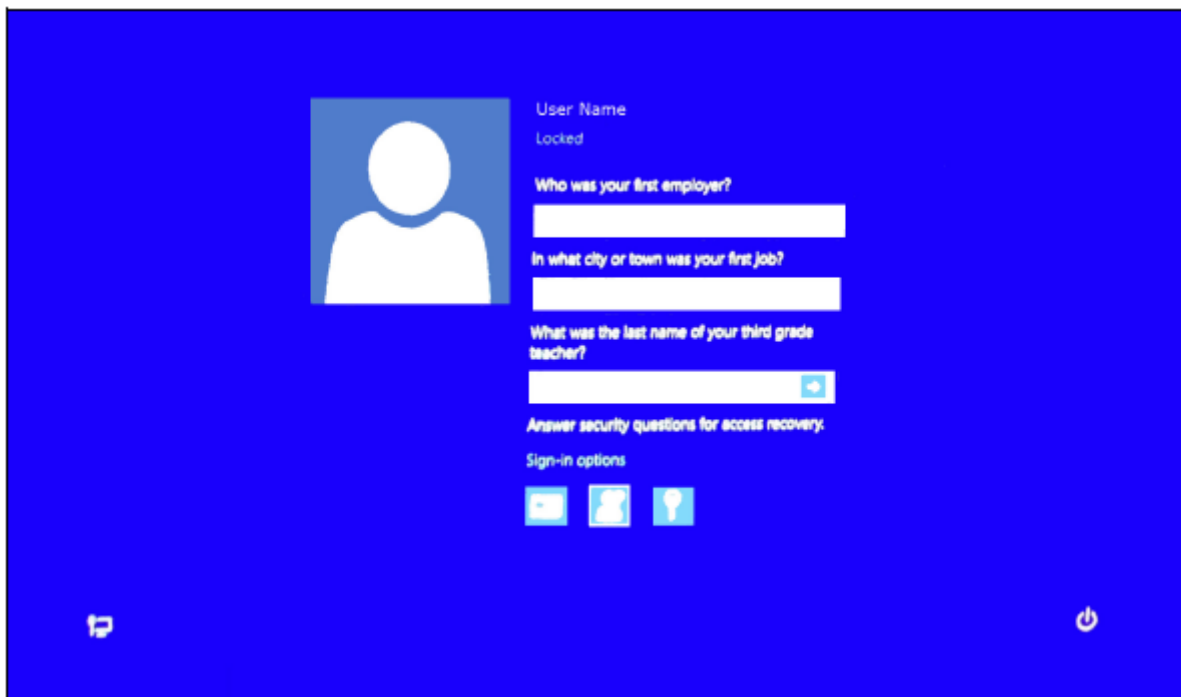 User Name
Locked
Who was your first employer?
In what city or town was your first job?
What was the last name of your third grade
teacher?
Answer security questions for access recovery.
Sign-in options